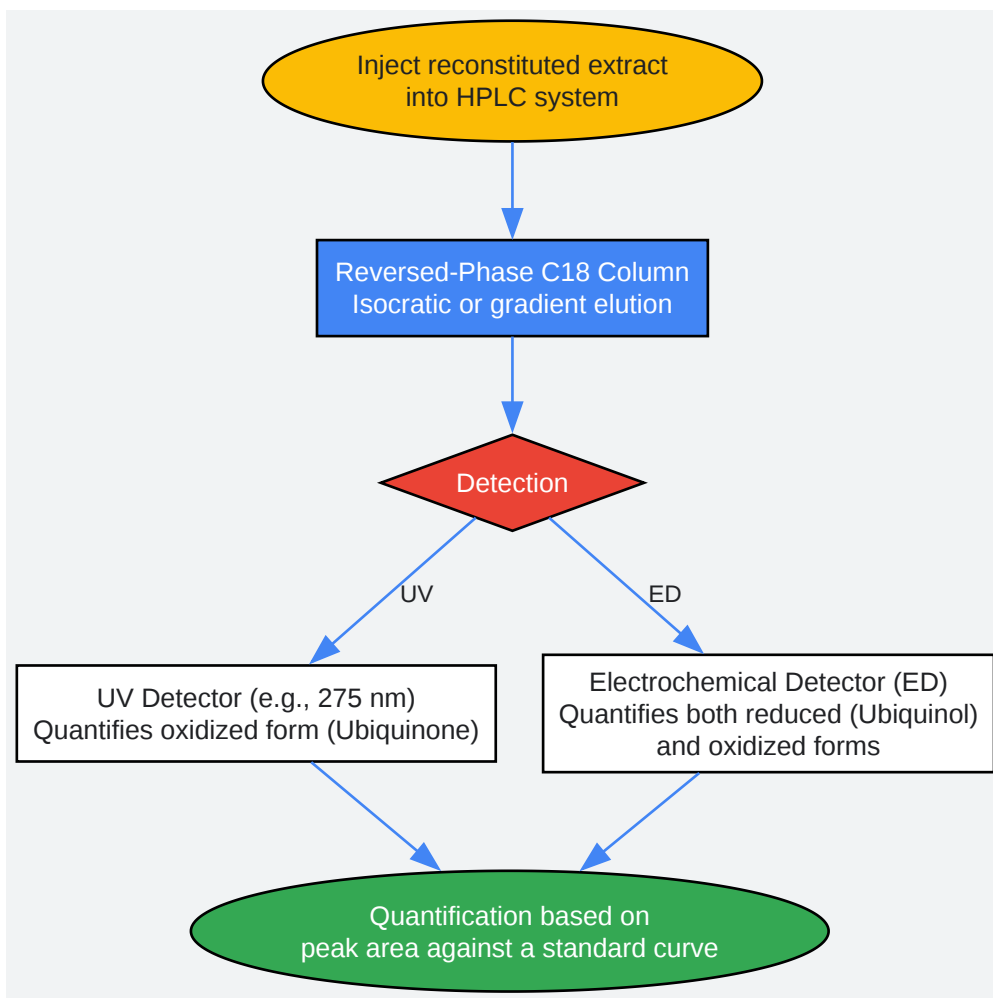 Inject reconstituted extract
into HPLC system
Reversed-Phase C18 Column
Isocratic or gradient elution
Detection
UV
ED
UV Detector (e.g., 275 nm)
Quantifies oxidized form (Ubiquinone)
Electrochemical Detector (ED)
Quantifies both reduced (Ubiquinol)
and oxidized forms
Quantification based on
peak area against a standard curve